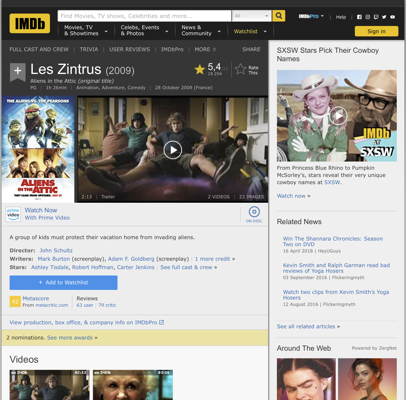 IMDb
Find Movies, TV shows, Celebrities and more...
All
Movies, TV
& Showtimes
Celebs, Events
& Photos
News &
Community
Watchlist
IMDbPro
Help
Sign in
FULL CAST AND CREW
TRIVIA
USER REVIEWS
IMDbPro
MORE
SHARE
Les Zintrus (2009)
Aliens in the Attic (original title)
PG
1h 26min
Animation, Adventure, Comedy
28 October 2009 (France)
5,4
Rate
This
ALIENS VS. THE PEARSONS
ALIENS
IN THE ATTIC
2:13
Trailer
2 VIDEOS
23 IMAGES
prime video
Watch Now
With Prime Video
ON DISC
A group of kids must protect their vacation home from invading aliens.
Director: John Schultz
Writers: Mark Burton (screenplay), Adam F. Goldberg (screenplay)
1 more credit »
Stars: Ashley Tisdale, Robert Hoffman, Carter Jenkins
See full cast & crew »
+ Add to Watchlist
Metascore
From metacritic.com
Reviews
63 user
79 critic
View production, box office, & company info on IMDbPro
2 nominations. See more awards »
Videos
SXSW Stars Pick Their Cowboy
Names
IMDb
AT
SXSW
From Princess Blue Rhino to Pumpkin
McSorley's, stars reveal their very
unique cowboy names at SXSW.
Watch now »
Related News
Win The Shannara Chronicles: Season
Two on DVD
16 April 2018
HeyUGuys
Kevin Smith and Ralph Garman read bad
reviews of Yoga Hosers
03 September 2016
Flickeringmyth
Watch two clips from Kevin Smith's Yoga
Hosers
12 August 2016
Flickeringmyth
See all related articles »
Around The Web
Powered by ZergNet